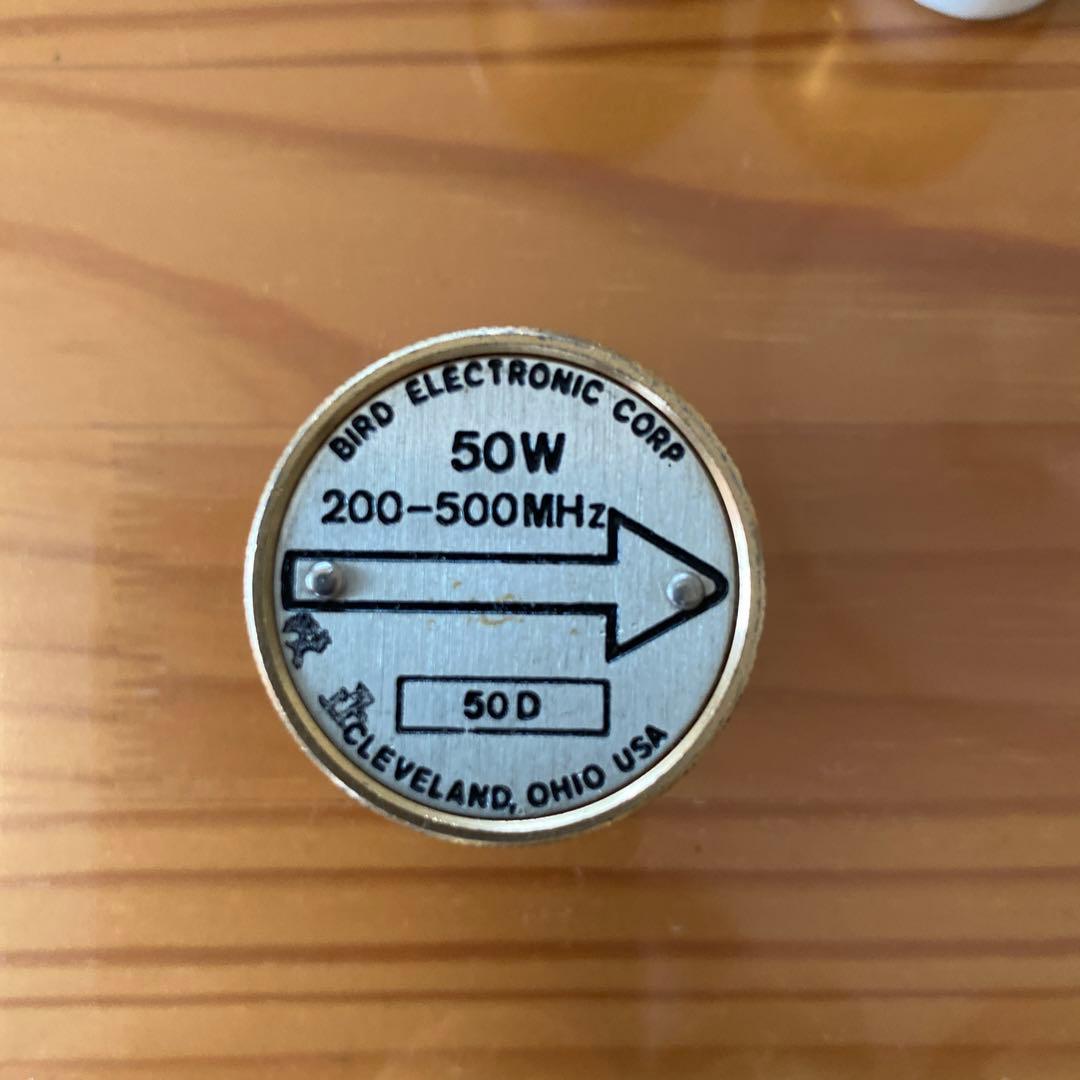 BIRD ELECTRONIC CORP
50W
200-500MHz
50D
CLEVELAND, OHIO USA